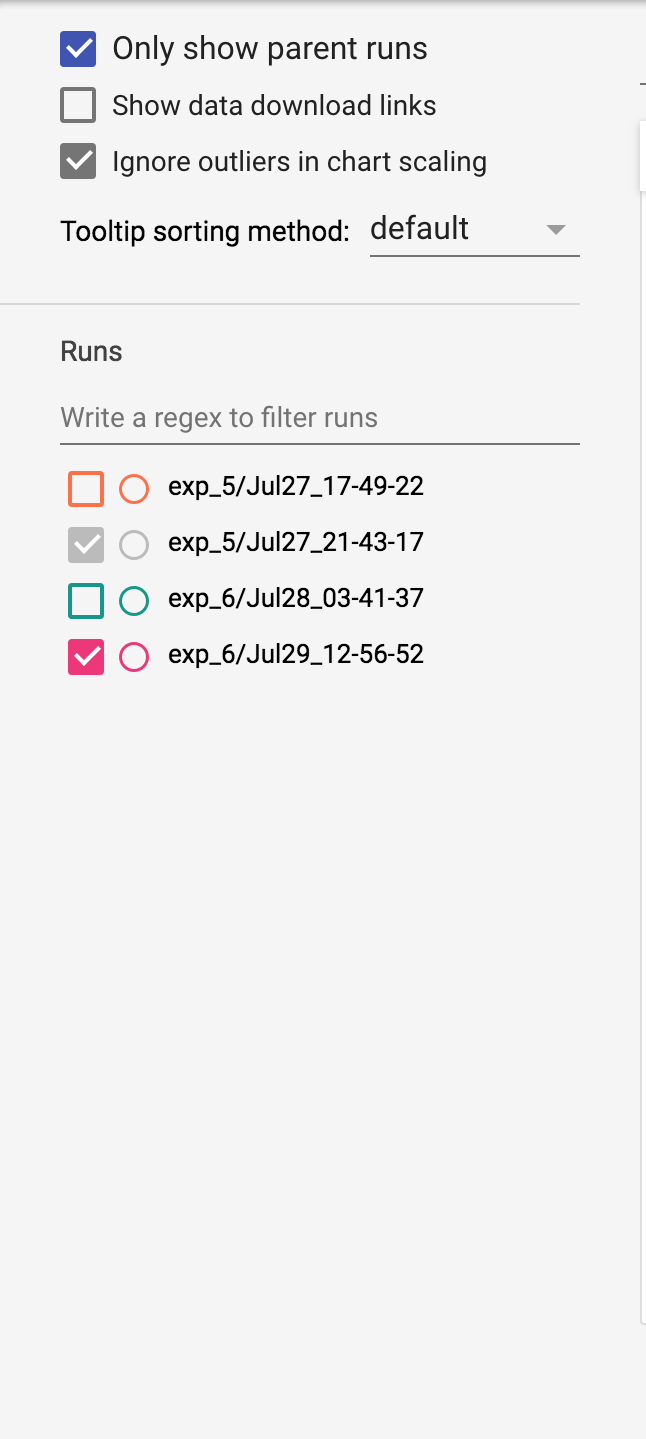 Only show parent runs
Show data download links
Ignore outliers in chart scaling
Tooltip sorting method: default
Runs
Write a regex to filter runs
exp_5/Jul27_17-49-22
exp_5/Jul27_21-43-17
exp_6/Jul28_03-41-37
exp_6/Jul29_12-56-52